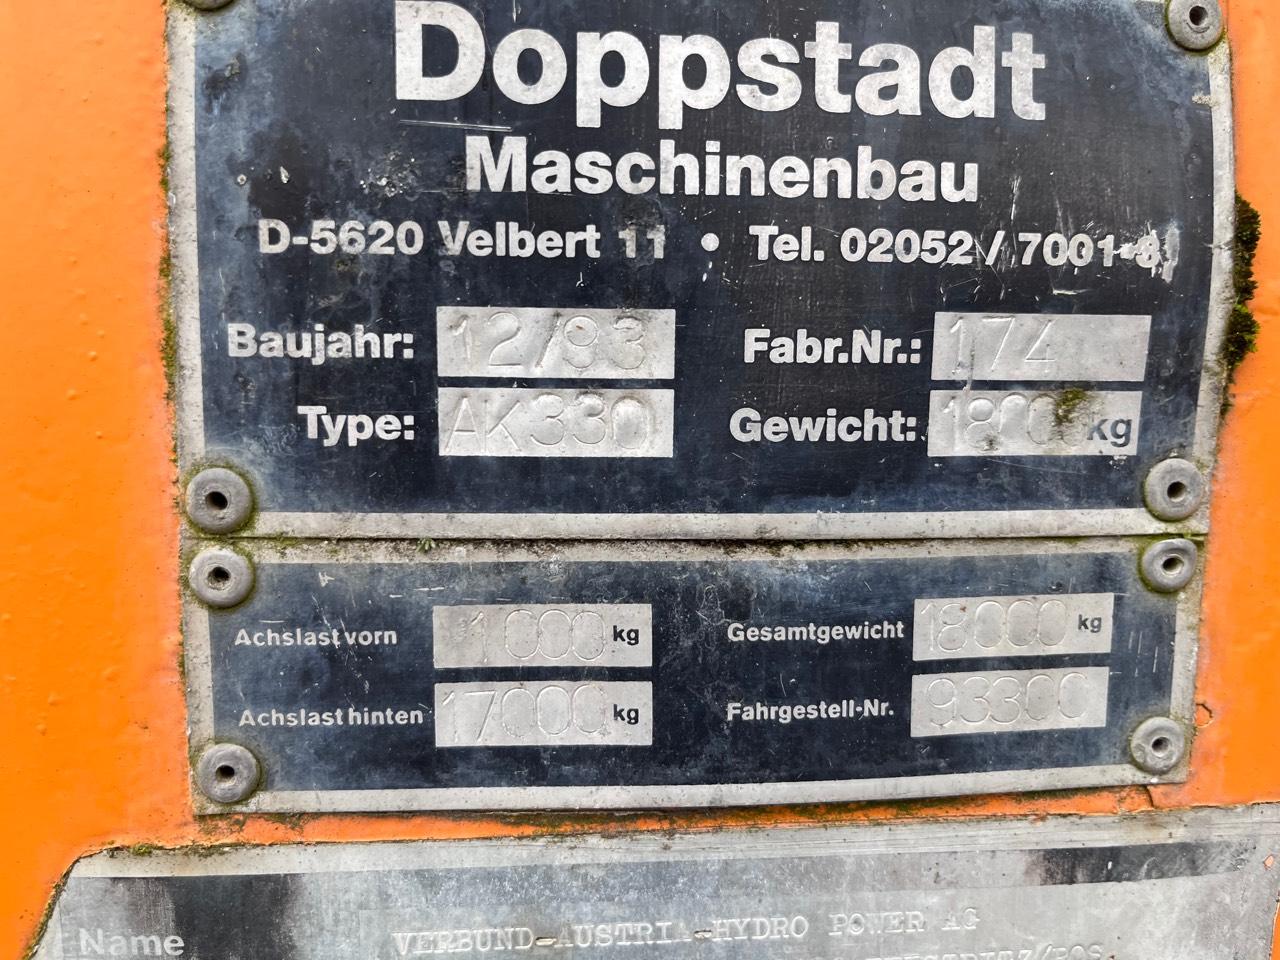 Doppstadt
Maschinenbau
D-5620 Velbert 11 • Tel. 02052 / 7001-8
Baujahr: 12/93 Fabr.Nr.: 174
Type: AK330 Gewicht: 18000 kg
Achslast vorn 1000 kg Gesamtgewicht 18000 kg
Achslast hinten 17000 kg Fahrgestell-Nr. 93300
Name VERBUND-AUSTRIA-HYDRO POWER AG